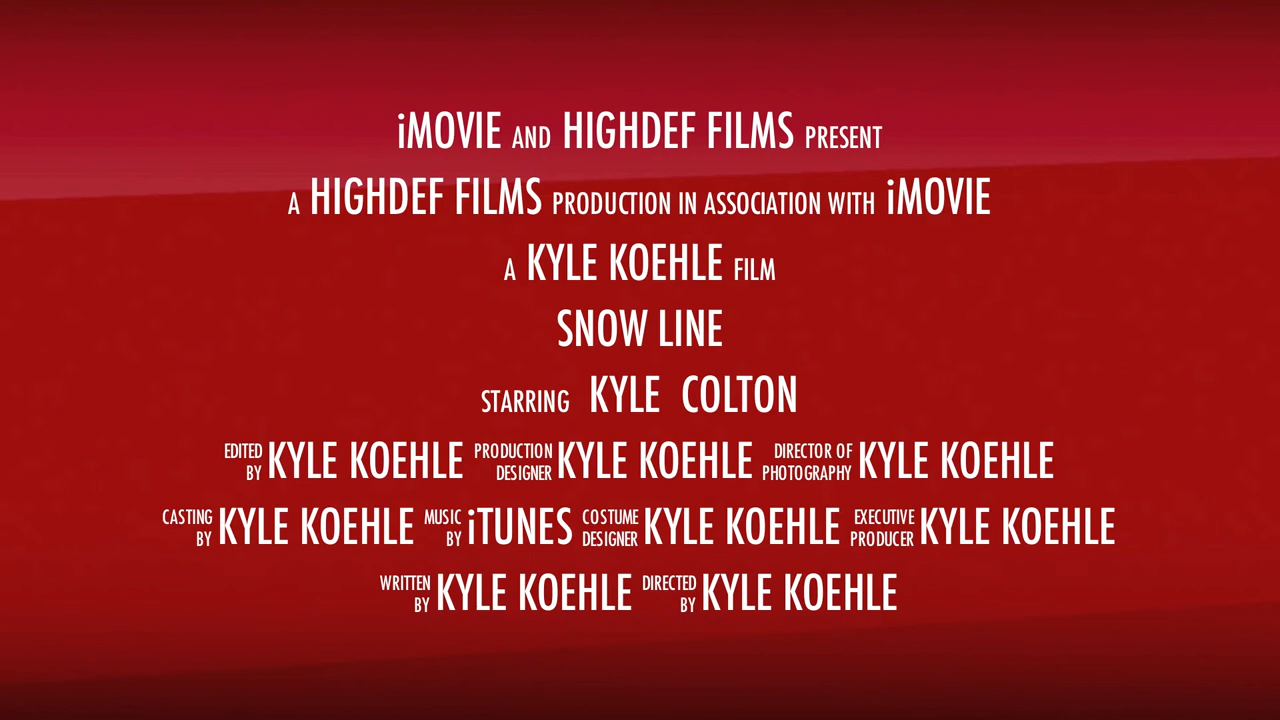 iMOVIE AND HIGHDEF FILMS PRESENT
A HIGHDEF FILMS PRODUCTION IN ASSOCIATION WITH iMOVIE
A KYLE KOEHLE FILM
SNOW LINE
STARRING KYLE COLTON
EDITED BY KYLE KOEHLE PRODUCTION DESIGNER KYLE KOEHLE DIRECTOR OF PHOTOGRAPHY KYLE KOEHLE
CASTING BY KYLE KOEHLE MUSIC BY iTUNES COSTUME DESIGNER KYLE KOEHLE EXECUTIVE PRODUCER KYLE KOEHLE
WRITTEN BY KYLE KOEHLE DIRECTED BY KYLE KOEHLE